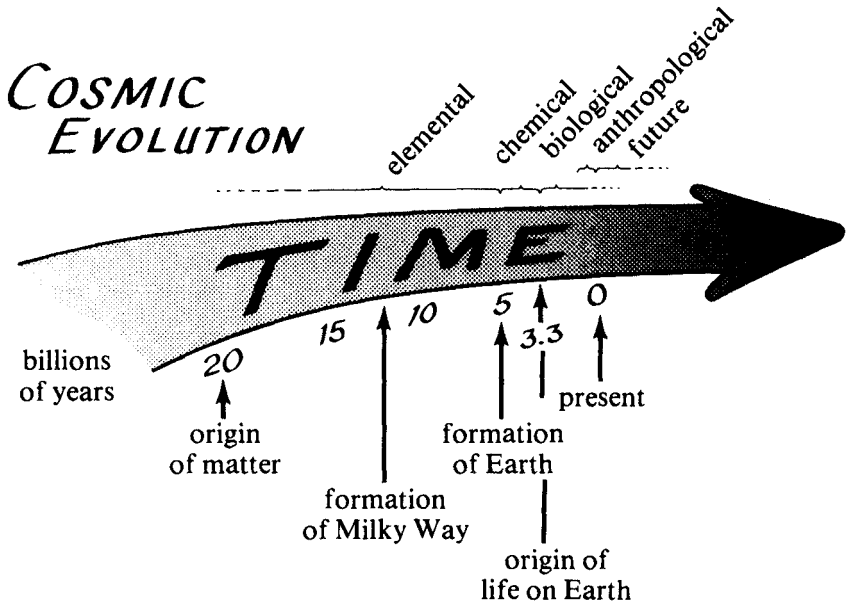 COSMIC
EVOLUTION
elemental
chemical
biological
anthropological
future
TIME
billions
of years
20
15
10
5
3.3
0
origin
of matter
formation
of Milky Way
formation
of Earth
origin of
life on Earth
present